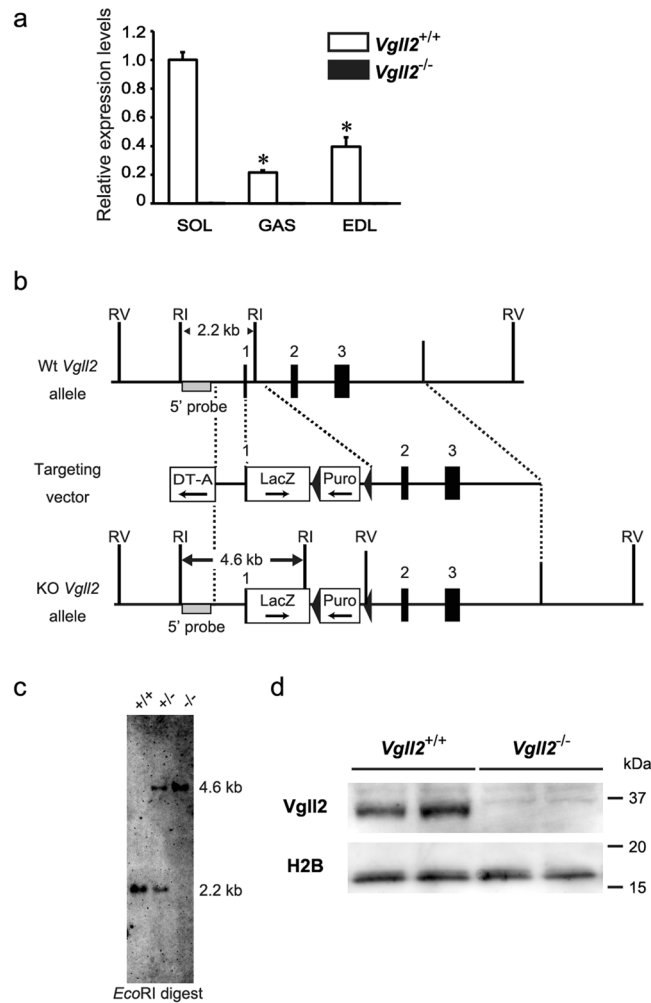 a
Relative expression levels
1.2
1.0
0.8
0.6
0.4
0.2
0
Vgll2+/+
Vgll2-/-
*
*
SOL GAS EDL
b
RV RI RI RV
2.2 kb
1 2 3
Wt Vgll2
allele
5' probe
1 2 3
Targeting
vector
DT-A LacZ Puro
RV RI RI RV RV
4.6 kb
1 2 3
KO Vgll2
allele
LacZ Puro
5' probe
c
+/+ +/- -/-
4.6 kb
2.2 kb
EcoRI digest
d
Vgll2+/+ Vgll2-/-
kDa
Vgll2
37
20
H2B
15